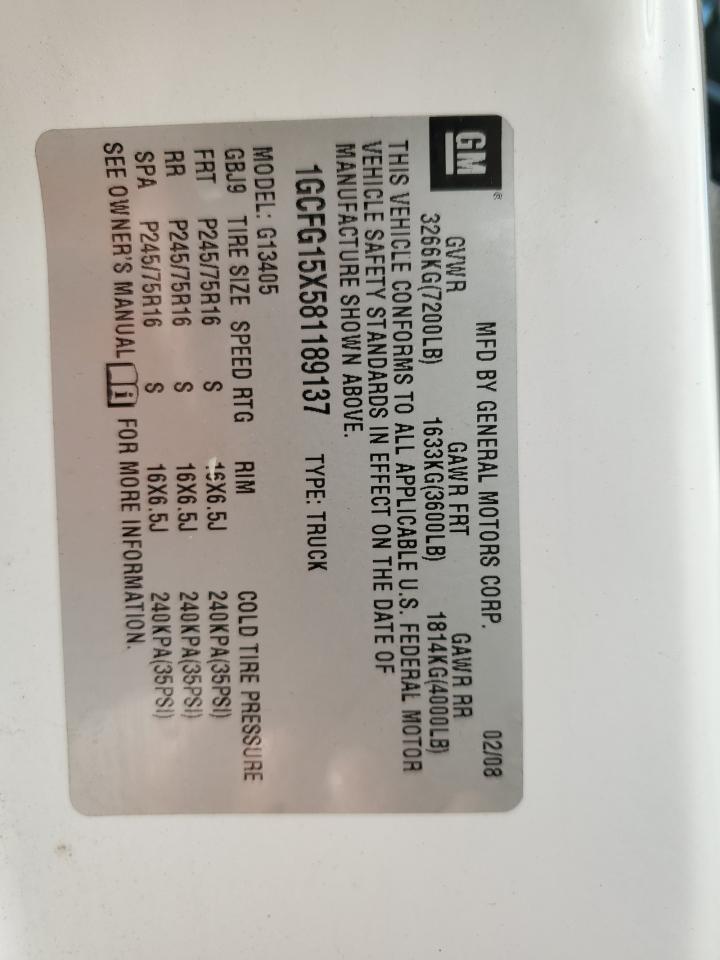 GM®
MFD BY GENERAL MOTORS CORP. 02/08
GVWR GAWR FRT GAWR RR
3266KG(7200LB) 1633KG(3600LB) 1814KG(4000LB)
THIS VEHICLE CONFORMS TO ALL APPLICABLE U.S. FEDERAL MOTOR
VEHICLE SAFETY STANDARDS IN EFFECT ON THE DATE OF
MANUFACTURE SHOWN ABOVE.
1GCFG15X581189137 TYPE: TRUCK
MODEL: G13405
GBJ9 TIRE SIZE SPEED RTG RIM COLD TIRE PRESSURE
FRT P245/75R16 S 16X6.5J 240KPA(35PSI)
RR P245/75R16 S 16X6.5J 240KPA(35PSI)
SPA P245/75R16 S 16X6.5J 240KPA(35PSI)
SEE OWNER'S MANUAL i FOR MORE INFORMATION.